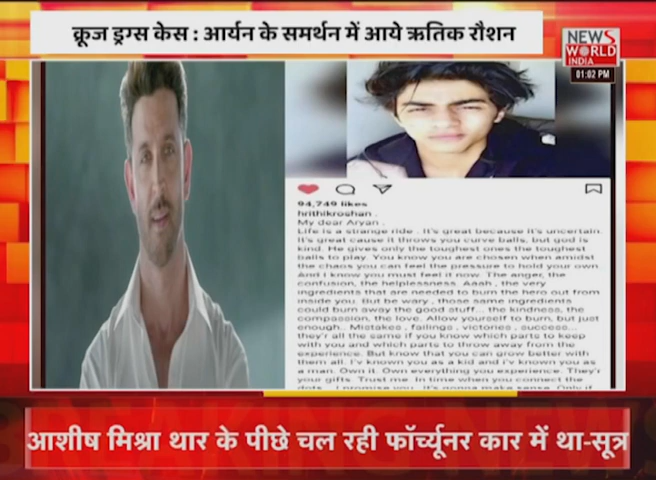 क्रूज ड्रग्स केस : आर्यन के समर्थन में आये ऋतिक रौशन
NEWS
WORLD
INDIA
01:02 PM
94,749 likes
hrithikroshan .
My dear Aryan .
Life is a strange ride . It's great because it's uncertain.
It's great cause it throws you curve balls, but god is
kind. He gives only the toughest ones the toughest
balls to play. You know you are chosen when amidst
the chaos you can feel the pressure to hold your own
And I know you must feel it now. The anger, the
confusion, the helplessness. Aaah , the very
ingredients that are needed to burn the hero out from
inside you. But be wary , those same ingredients
could burn away the good stuff... the kindness, the
compassion, the love. Allow yourself to burn, but just
enough.. Mistakes , failings , victories , success...
they'r all the same if you know which parts to keep
with you and which parts to throw away from the
experience. But know that you can grow better with
them all. I'v known you as a kid and i'v known you as
a man. Own it. Own everything you experience. They'r
your gifts. Trust me. In time when you connect the
dots... I promise you , it's gonna make sense. Only if
आशीष मिश्रा थार के पीछे चल रही फॉर्च्यूनर कार में था-सूत्र